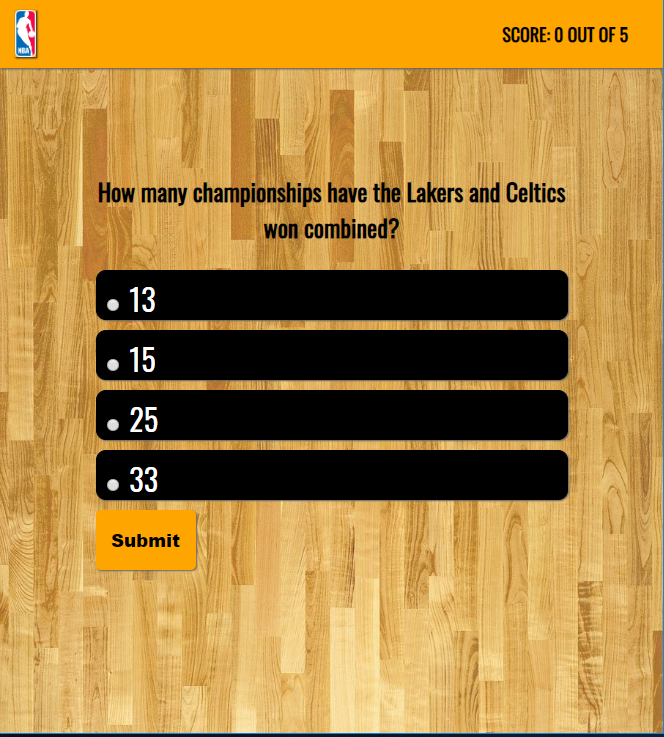 NBA
SCORE: 0 OUT OF 5
How many championships have the Lakers and Celtics
won combined?
13
15
25
33
Submit